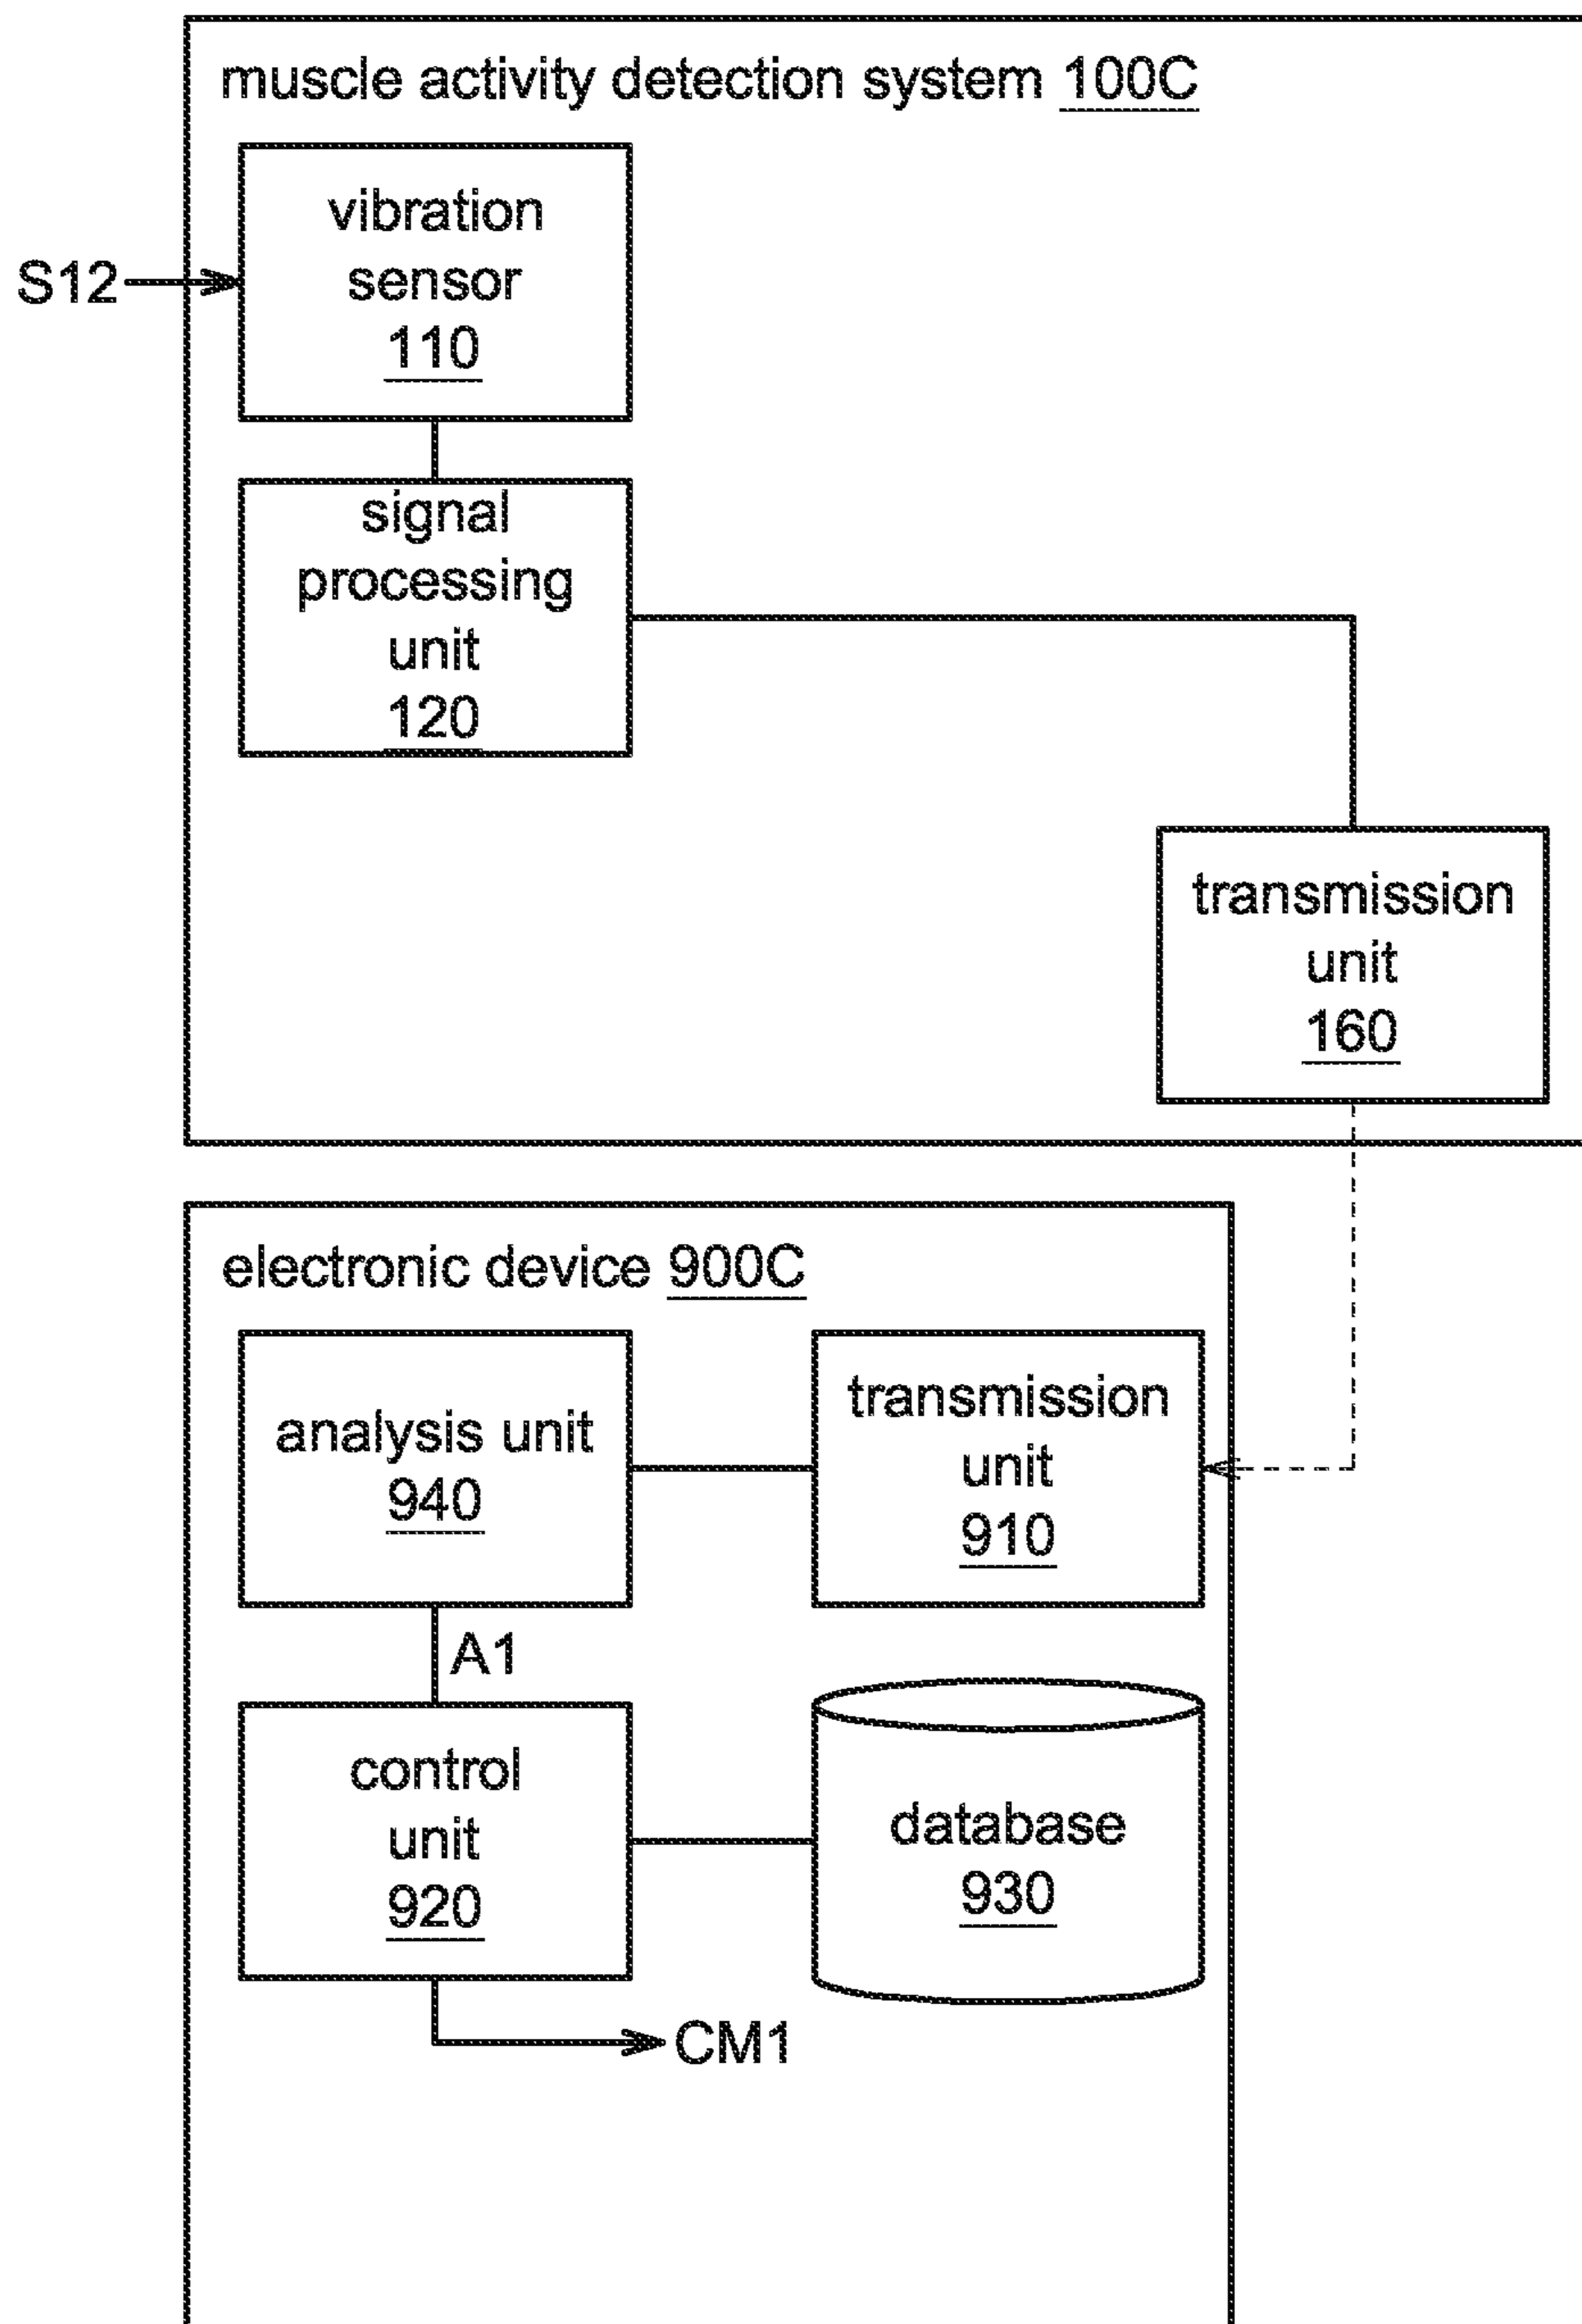 muscle activity detection system 100C
vibration
sensor
110
S12
signal
processing
unit
120
transmission
unit
160
electronic device 900C
analysis unit
940
transmission
unit
910
A1
control
unit
920
database
930
CM1